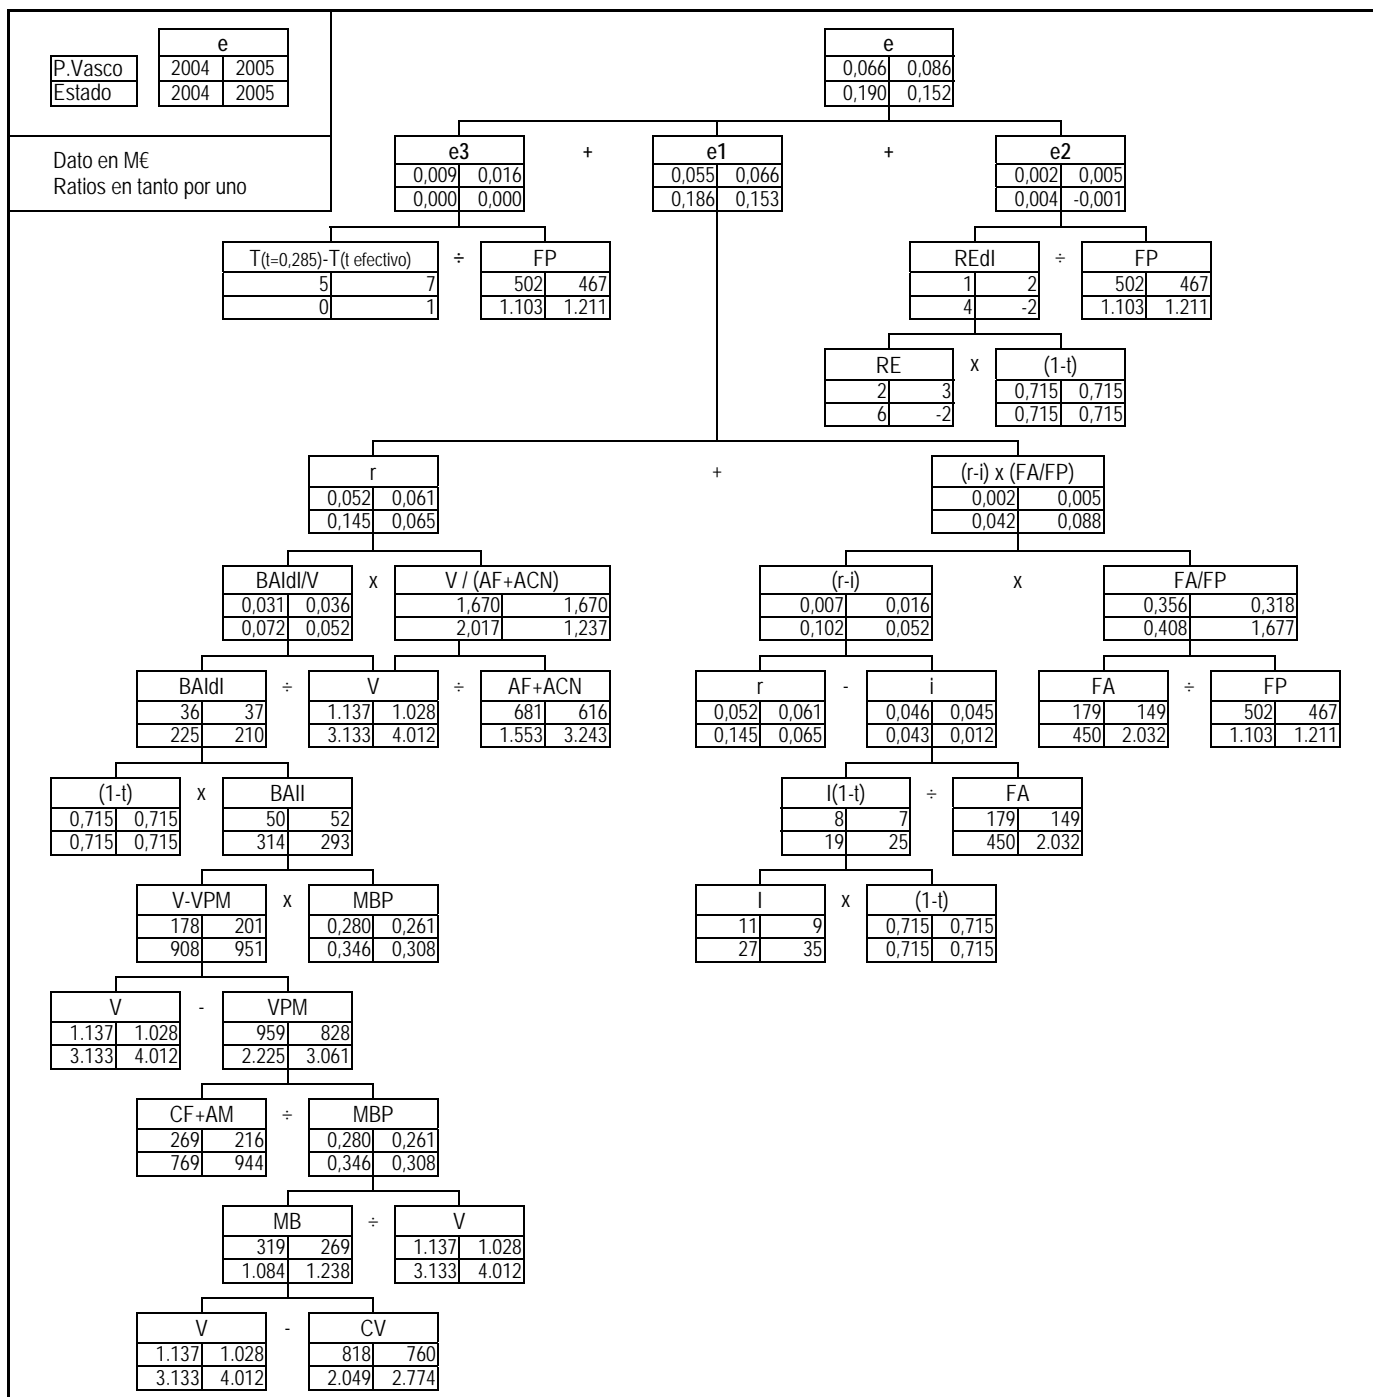 e
P.Vasco 2004 2005
Estado 2004 2005
Dato en M€
Ratios en tanto por uno
e
0,066 0,086
0,190 0,152
e3 + e1 + e2
0,009 0,016 0,055 0,066 0,002 0,005
0,000 0,000 0,186 0,153 0,004 -0,001
T(t=0,285)-T(t efectivo) ÷ FP REdI ÷ FP
5 7 502 467 1 2 502 467
0 1 1.103 1.211 4 -2 1.103 1.211
RE x (1-t)
2 3 0,715 0,715
6 -2 0,715 0,715
r + (r-i) x (FA/FP)
0,052 0,061 0,002 0,005
0,145 0,065 0,042 0,088
BAIdI/V x V / (AF+ACN) (r-i) x FA/FP
0,031 0,036 1,670 1,670 0,007 0,016 0,356 0,318
0,072 0,052 2,017 1,237 0,102 0,052 0,408 1,677
BAIdI ÷ V ÷ AF+ACN r - i FA ÷ FP
36 37 1.137 1.028 681 616 0,052 0,061 0,046 0,045 179 149 502 467
225 210 3.133 4.012 1.553 3.243 0,145 0,065 0,043 0,012 450 2.032 1.103 1.211
(1-t) x BAII I(1-t) ÷ FA
0,715 0,715 50 52 8 7 179 149
0,715 0,715 314 293 19 25 450 2.032
V-VPM x MBP I x (1-t)
178 201 0,280 0,261 11 9 0,715 0,715
908 951 0,346 0,308 27 35 0,715 0,715
V - VPM
1.137 1.028 959 828
3.133 4.012 2.225 3.061
CF+AM ÷ MBP
269 216 0,280 0,261
769 944 0,346 0,308
MB ÷ V
319 269 1.137 1.028
1.084 1.238 3.133 4.012
V - CV
1.137 1.028 818 760
3.133 4.012 2.049 2.774